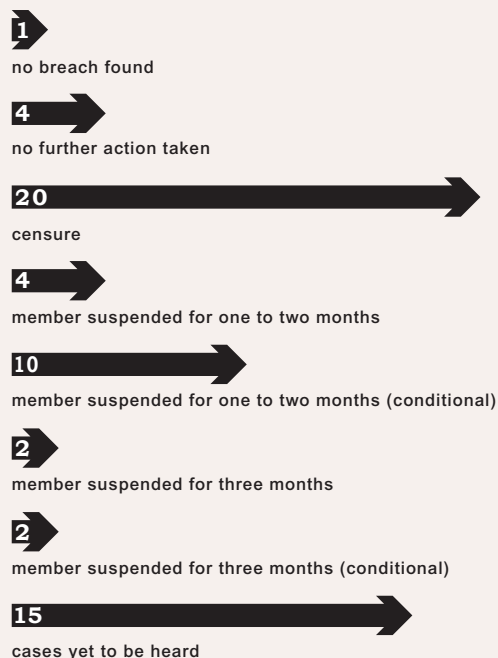 1
no breach found
4
no further action taken
20
censure
4
member suspended for one to two months
10
member suspended for one to two months (conditional)
2
member suspended for three months
2
member suspended for three months (conditional)
15
cases yet to be heard